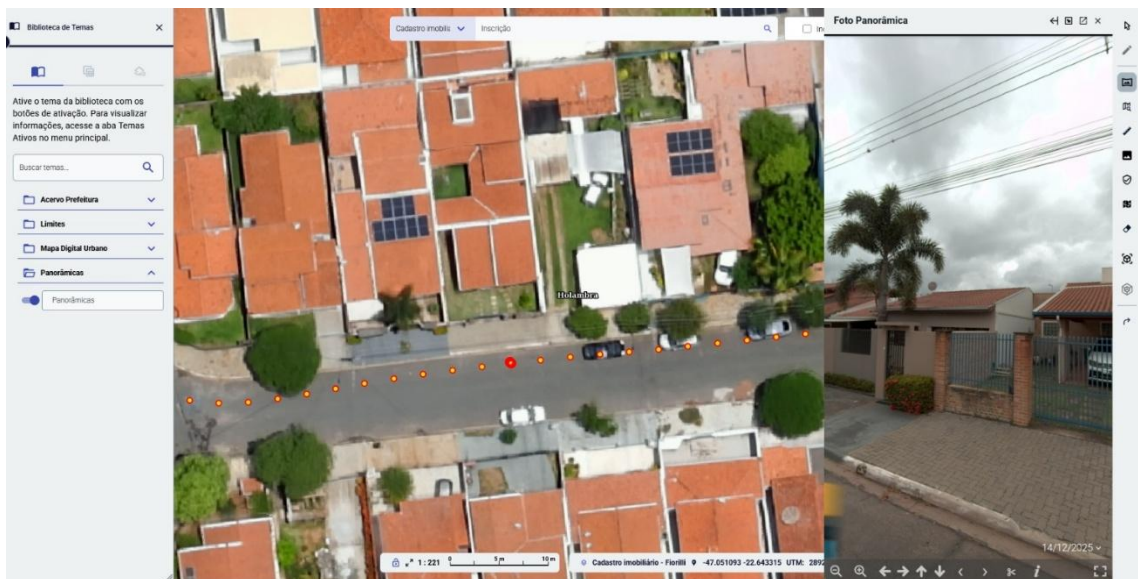 Biblioteca de Temas
Ative o tema da biblioteca com os
botões de ativação. Para visualizar
informações, acesse a aba Temas
Ativos no menu principal.
Buscar temas...
Acervo Prefeitura
Limites
Mapa Digital Urbano
Panorâmicas
Panorâmicas
Cadastro imobilis
Inscrição
Holambra
1 : 221
0 5 m 10 m
Cadastro imobiliário - Fiorilli
-47.051093 -22.643315 UTM: 2892
Foto Panorâmica
14/12/2025